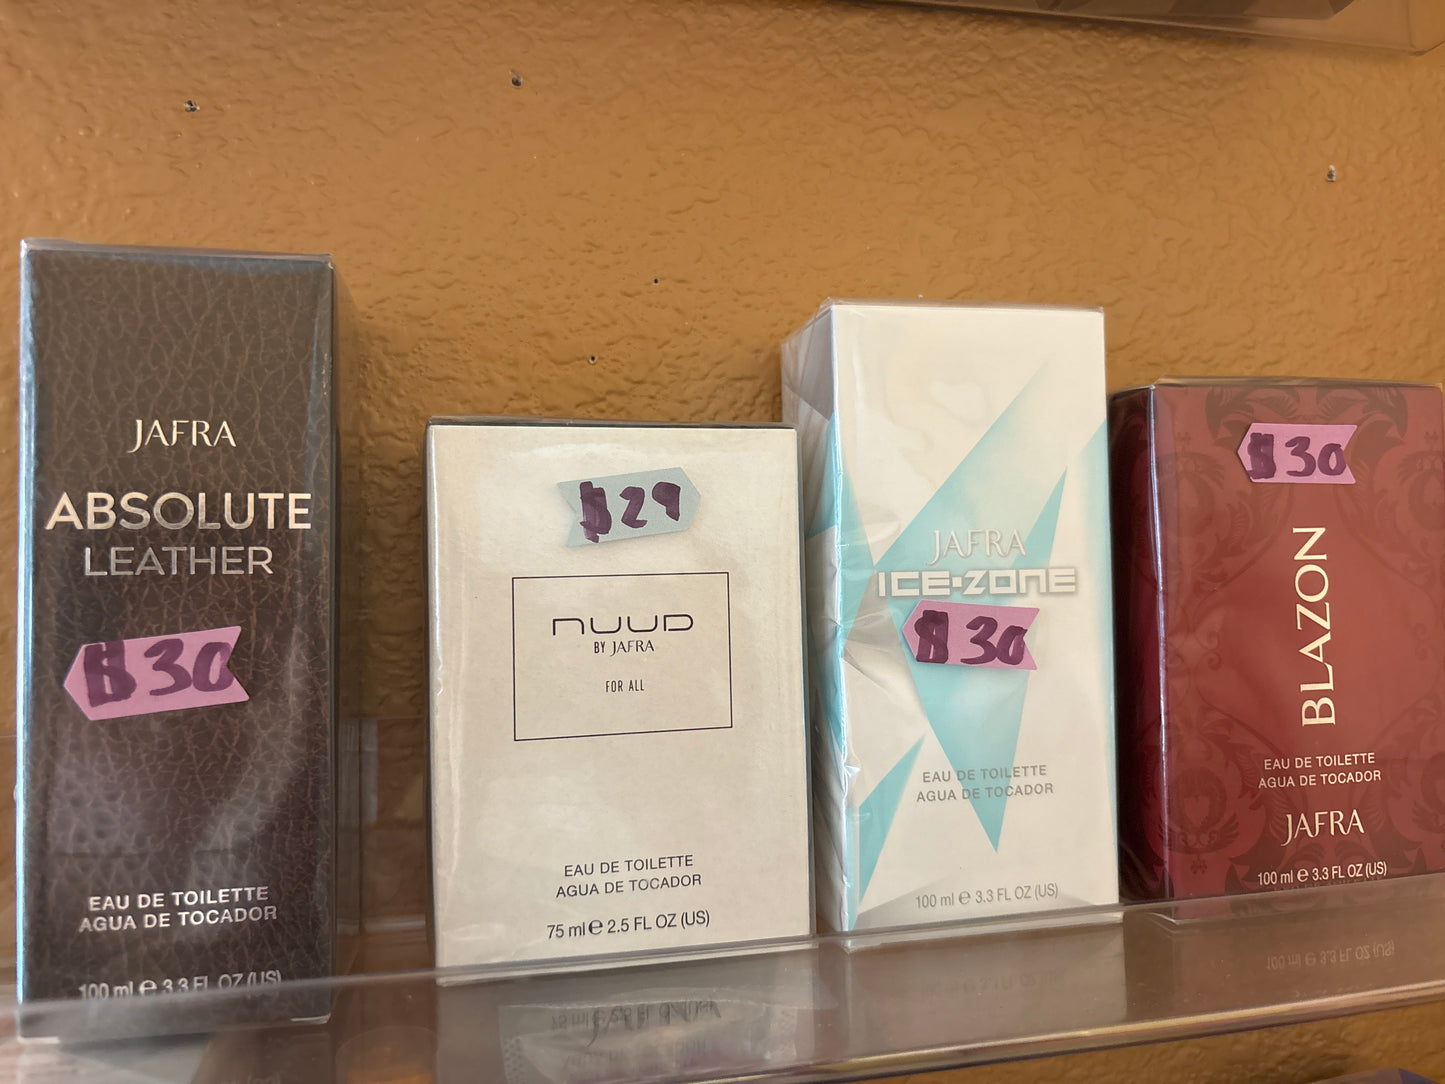 JAFRA
ABSOLUTE
LEATHER
$30
EAU DE TOILETTE
AGUA DE TOCADOR
100 ml e 3.3 FL OZ (US)
$29
NUUD
BY JAFRA
FOR ALL
EAU DE TOILETTE
AGUA DE TOCADOR
75 ml e 2.5 FL OZ (US)
JAFRA
ICE·ZONE
$30
EAU DE TOILETTE
AGUA DE TOCADOR
100 ml e 3.3 FL OZ (US)
$30
BLAZON
EAU DE TOILETTE
AGUA DE TOCADOR
JAFRA
100 ml e 3.3 FL OZ (US)